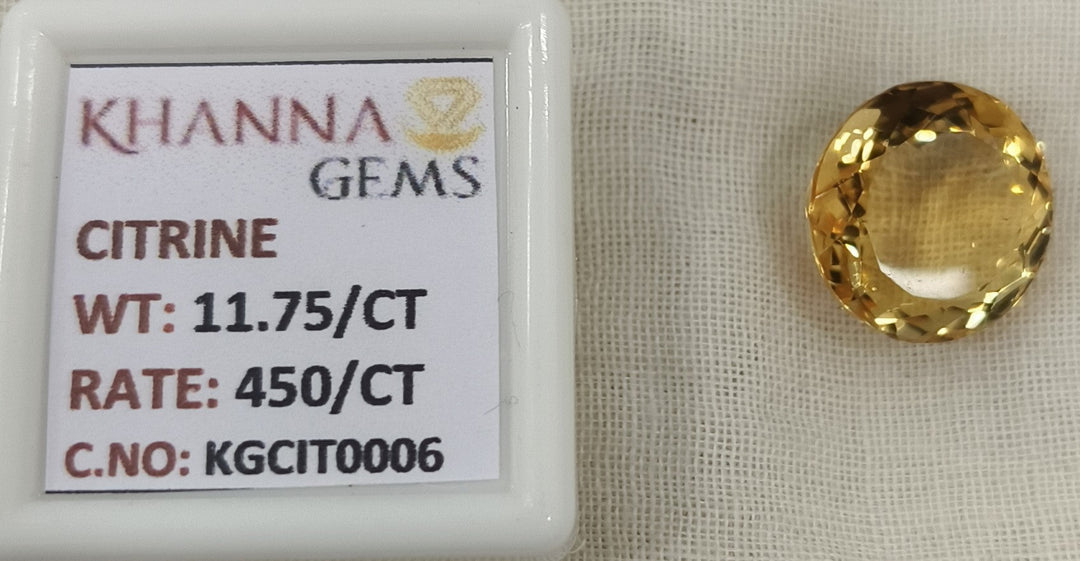 KHANNA
GEMS
CITRINE
WT: 11.75/CT
RATE: 450/CT
C.NO: KGCIT0006